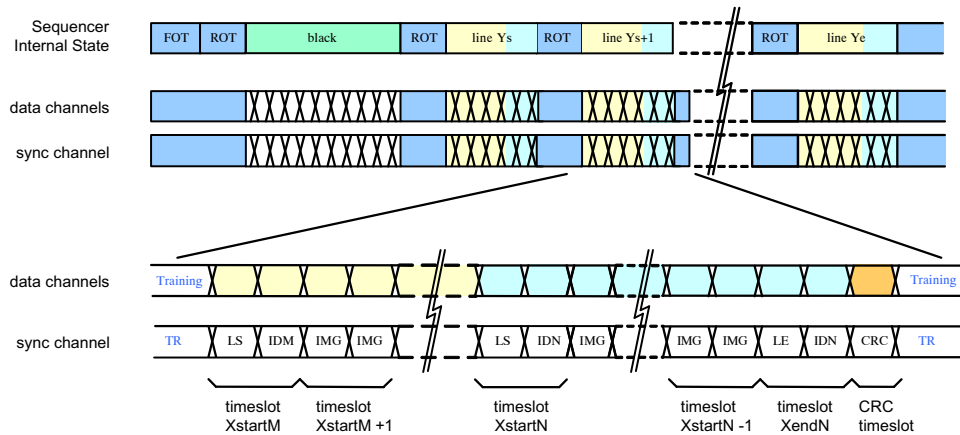 Sequencer
Internal State
FOT ROT black ROT line Ys ROT line Ys+1 ROT line Ye
data channels
sync channel
data channels
Training Training
sync channel
TR LS IDM IMG IMG LS IDN IMG IMG IMG LE IDN CRC TR
timeslot timeslot timeslot timeslot timeslot CRC
XstartM XstartM +1 XstartN XstartN -1 XendN timeslot